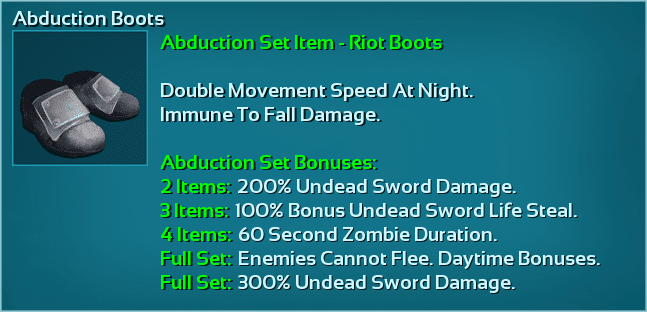 Abduction Boots
Abduction Set Item - Riot Boots
Double Movement Speed At Night.
Immune To Fall Damage.
Abduction Set Bonuses:
2 Items: 200% Undead Sword Damage.
3 Items: 100% Bonus Undead Sword Life Steal.
4 Items: 60 Second Zombie Duration.
Full Set: Enemies Cannot Flee. Daytime Bonuses.
Full Set: 300% Undead Sword Damage.